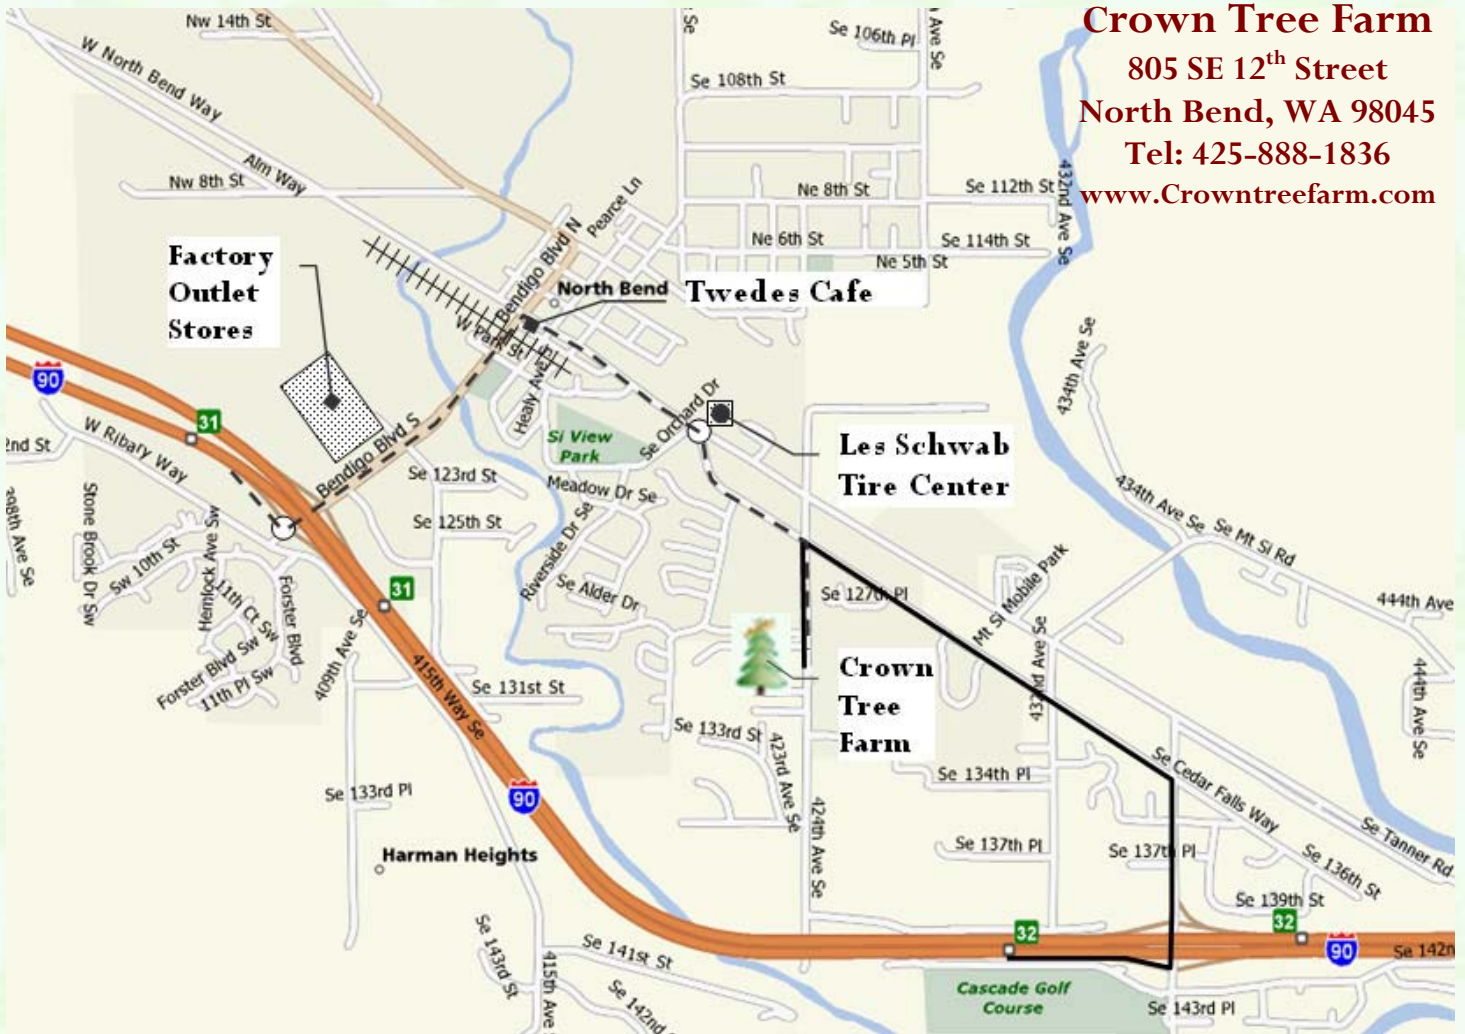 Crown Tree Farm
805 SE 12th Street
North Bend, WA 98045
Tel: 425-888-1836
www.Crowntreefarm.com
Nw 14th St
Se
Se 106th Pl
Ave Se
W North Bend Way
Se 108th St
Alm Way
Nw 8th St
Pearce Ln
Ne 8th St
Se 112th St
432nd Ave Se
Bendigo Blvd N
Ne 6th St
Se 114th St
Ne 5th St
Factory
Outlet
Stores
North Bend
Twedes Cafe
W Park St
434th Ave Se
90
31
Healy Ave
Se Orchard Dr
W Ribary Way
2nd St
Bendigo Blvd S
Si View
Park
Les Schwab
Tire Center
Se 123rd St
Meadow Dr Se
398th Ave Se
Stone Brook Dr Sw
Hemlock Ave Sw
Se 125th St
Riverside Dr Se
434th Ave Se
Se Mt Si Rd
Sw 10th St
11th Ct Sw
Forster Blvd
31
Se Alder Dr
Se 127th Pl
Mt Si Mobile Park
444th Ave
Forster Blvd Sw
11th Pl Sw
409th Ave Se
415th Way Se
Se 131st St
Crown
Tree
Farm
432nd Ave Se
444th Ave Se
Se 133rd St
423rd Ave Se
Se 134th Pl
Se Cedar Falls Way
Se 133rd Pl
90
424th Ave Se
Se 137th Pl
Se 137th Pl
Se Tanner Rd
Se 136th St
Harman Heights
Se 139th St
32
32
90
Se 143rd St
415th Ave
Se 141st St
Se 142nd
Se 142n
Cascade Golf
Course
Se 143rd Pl